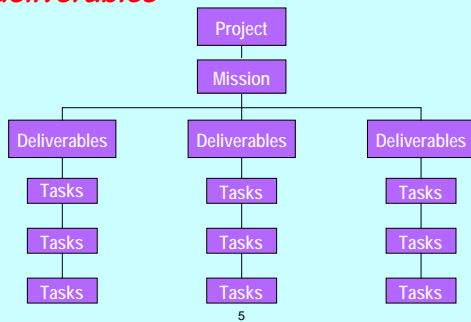 deliverables
Project
Mission
Deliverables Deliverables Deliverables
Tasks Tasks Tasks
Tasks Tasks Tasks
Tasks Tasks Tasks
5